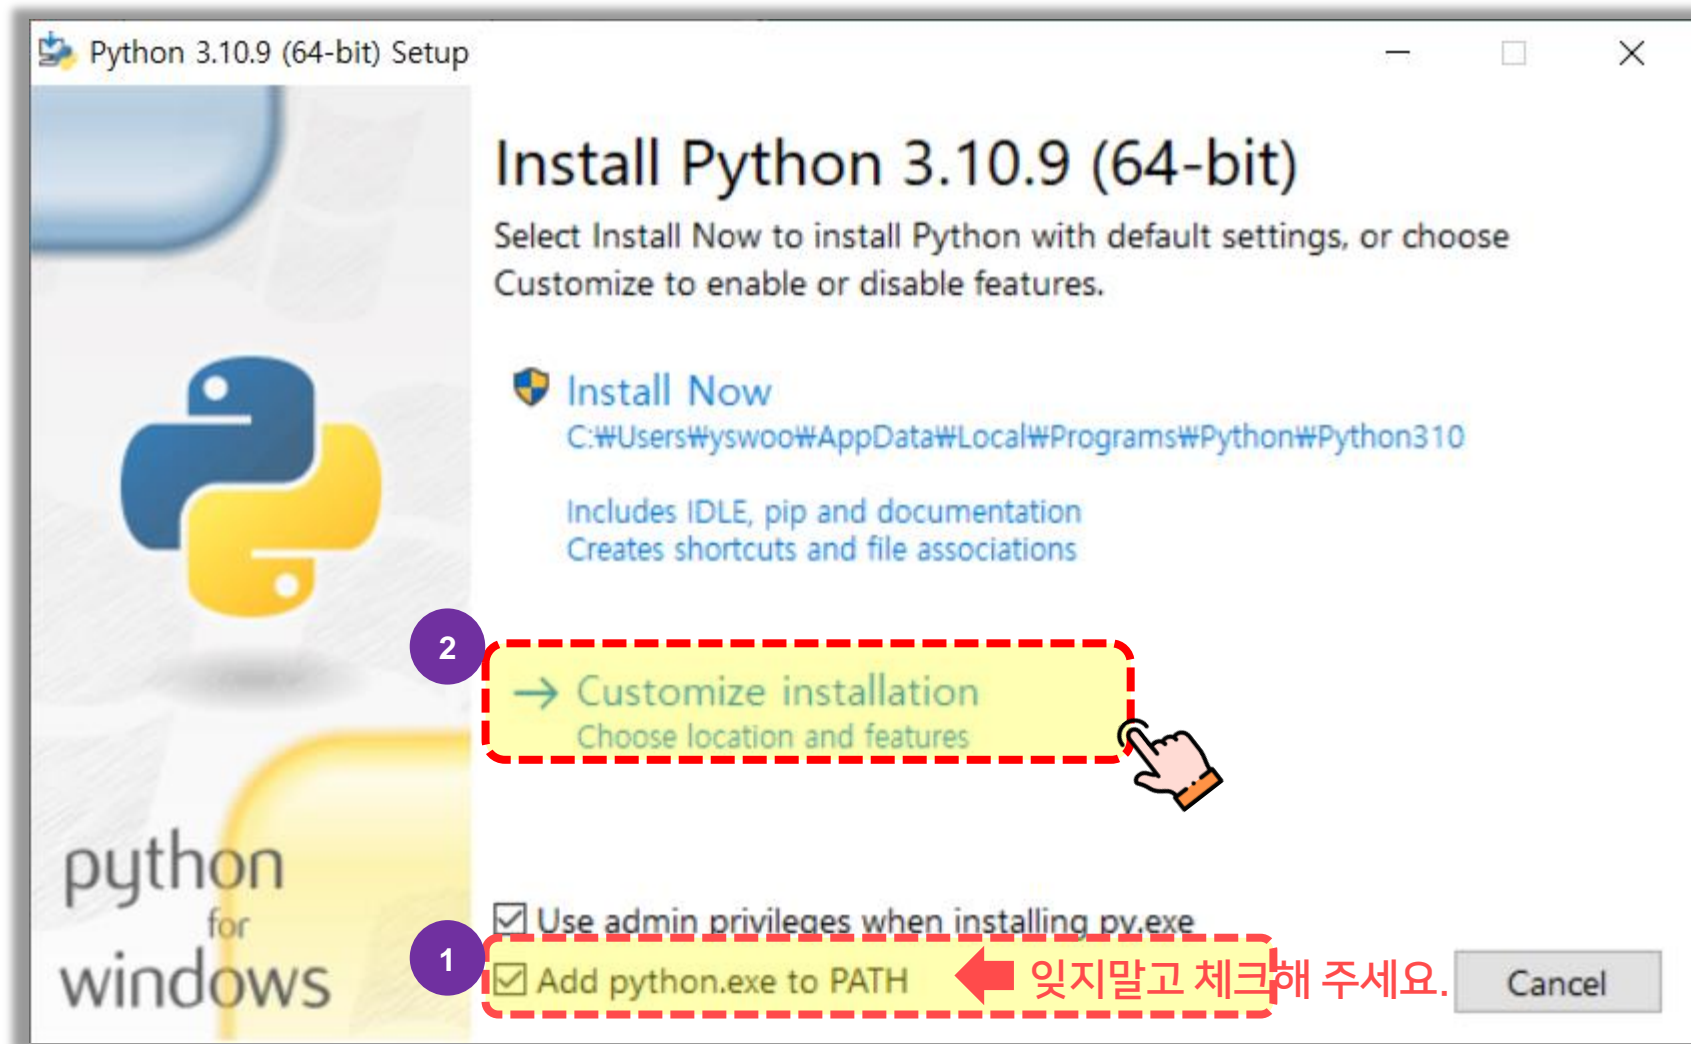 Python 3.10.9 (64-bit) Setup
Install Python 3.10.9 (64-bit)
Select Install Now to install Python with default settings, or choose
Customize to enable or disable features.
Install Now
C:₩Users₩yswoo₩AppData₩Local₩Programs₩Python₩Python310
Includes IDLE, pip and documentation
Creates shortcuts and file associations
2
→ Customize installation
Choose location and features
python
for
windows
Use admin privileges when installing py.exe
1
Add python.exe to PATH 잊지말고 체크해 주세요.
Cancel